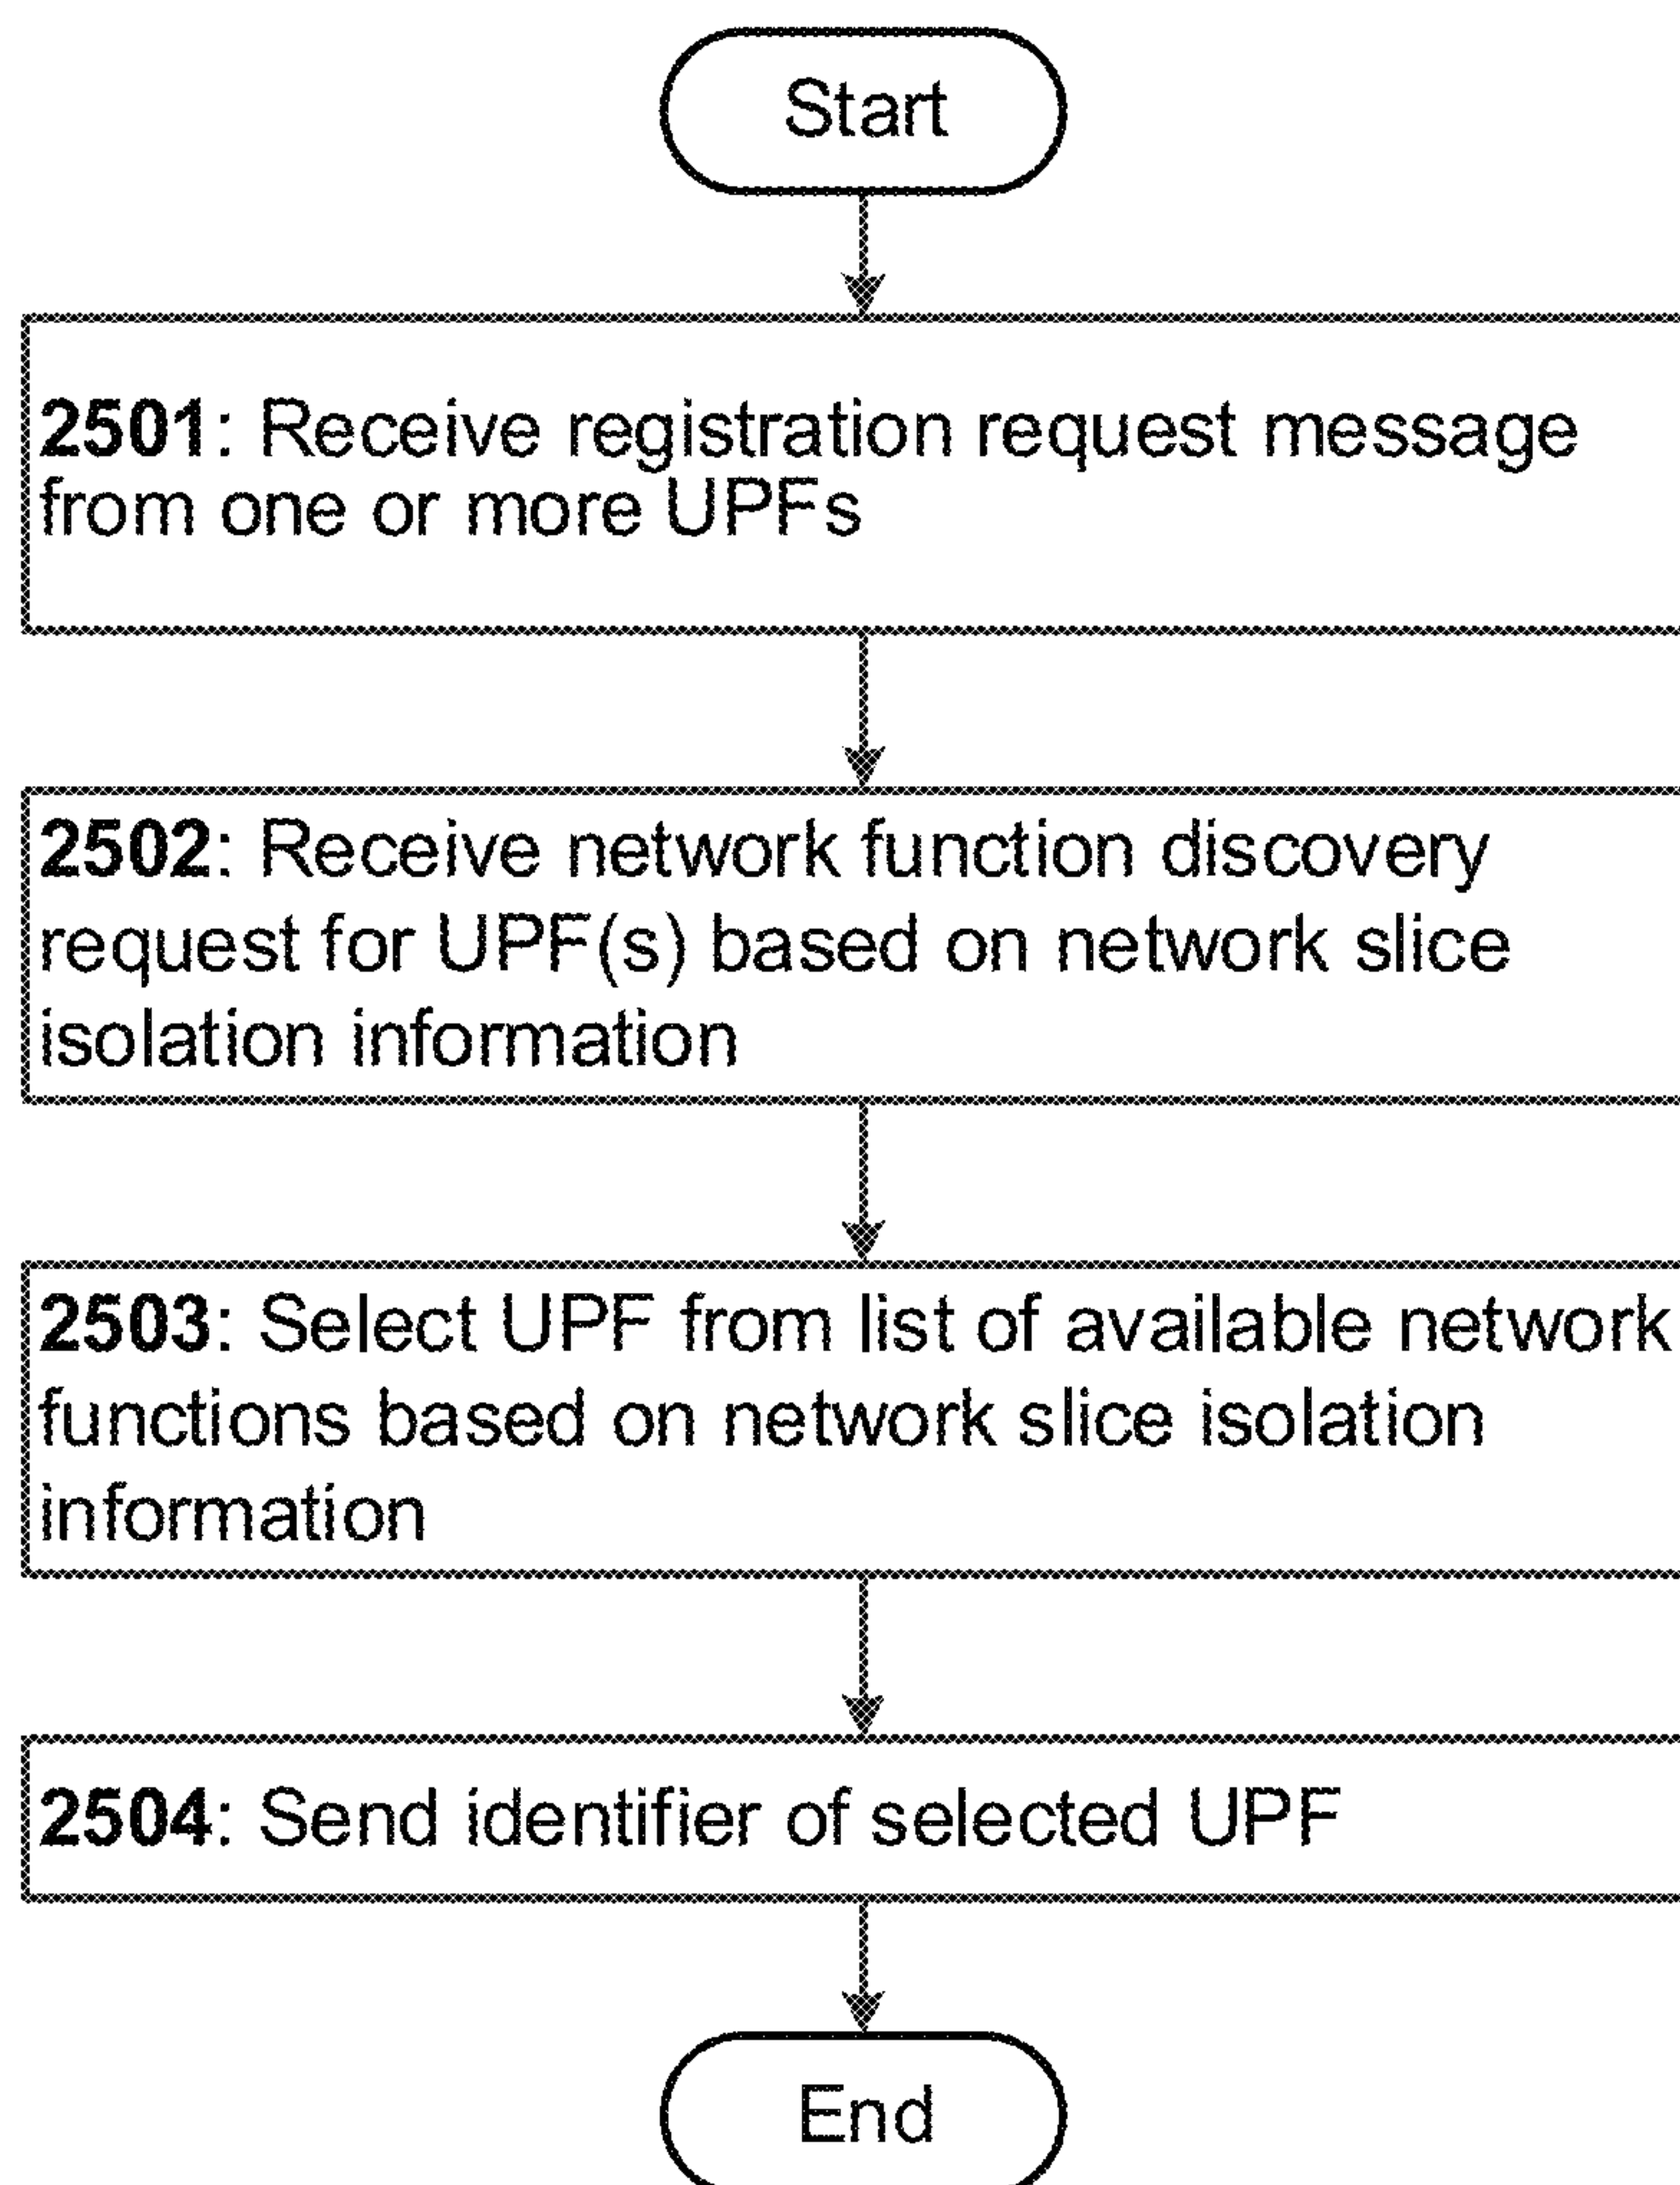 Start
2501: Receive registration request message
from one or more UPFs
2502: Receive network function discovery
request for UPF(s) based on network slice
isolation information
2503: Select UPF from list of available network
functions based on network slice isolation
information
2504: Send identifier of selected UPF
End